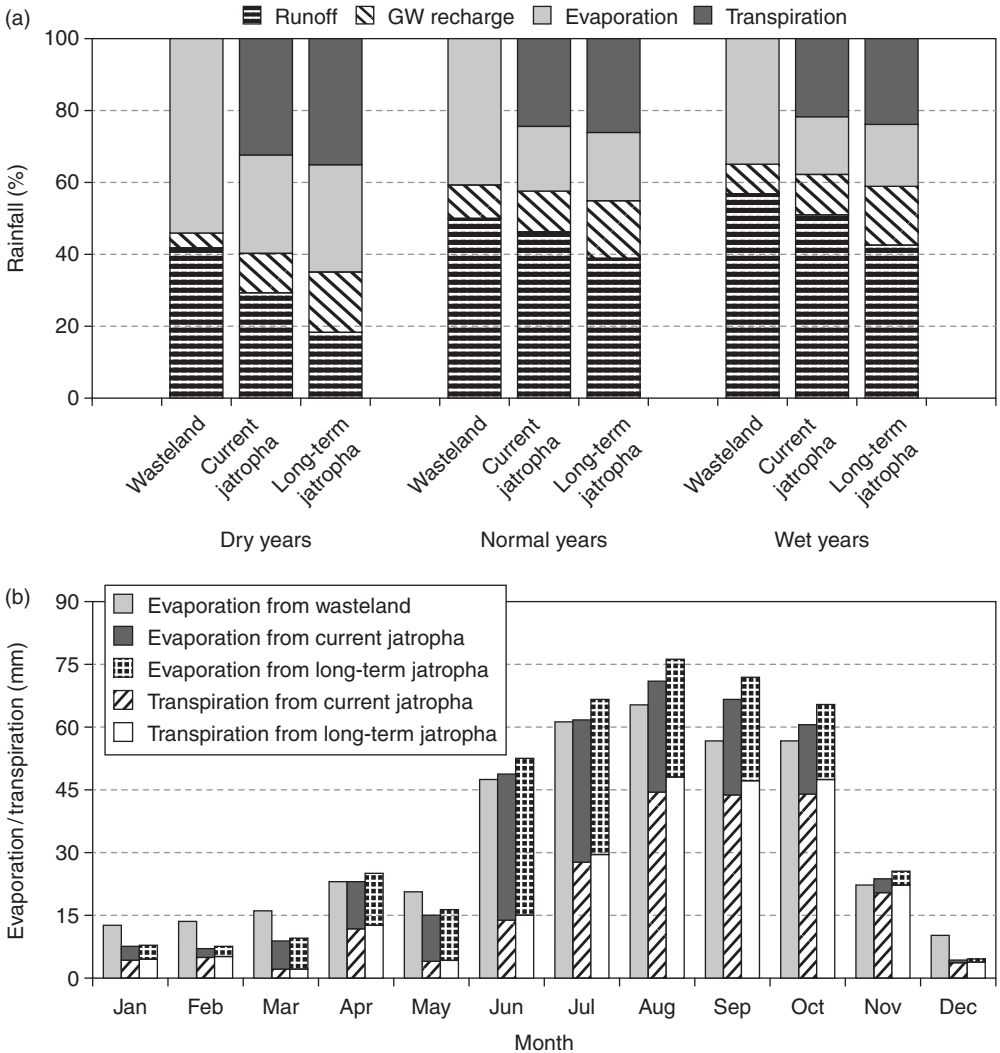 (a)
Runoff GW recharge Evaporation Transpiration
Rainfall (%)
100
80
60
40
20
0
Wasteland
Current
jatropha
Long-term
jatropha
Wasteland
Current
jatropha
Long-term
jatropha
Wasteland
Current
jatropha
Long-term
jatropha
Dry years Normal years Wet years
(b)
Evaporation/transpiration (mm)
90
75
60
45
30
15
0
Evaporation from wasteland
Evaporation from current jatropha
Evaporation from long-term jatropha
Transpiration from current jatropha
Transpiration from long-term jatropha
Jan Feb Mar Apr May Jun Jul Aug Sep Oct Nov Dec
Month